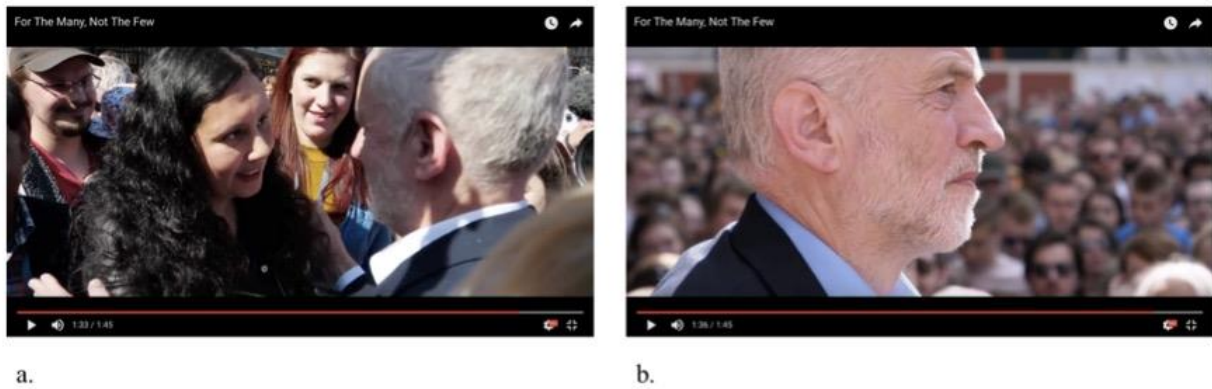 For The Many, Not The Few
1:33 / 1:45
For The Many, Not The Few
1:36 / 1:45
a.
b.